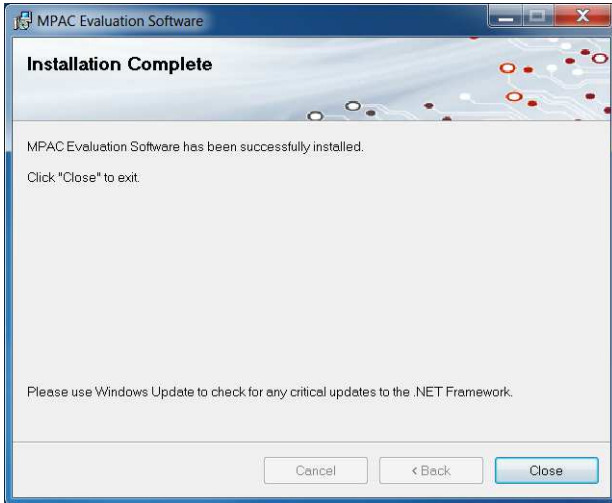 MPAC Evaluation Software
Installation Complete
MPAC Evaluation Software has been successfully installed.
Click "Close" to exit.
Please use Windows Update to check for any critical updates to the .NET Framework.
Cancel
< Back
Close